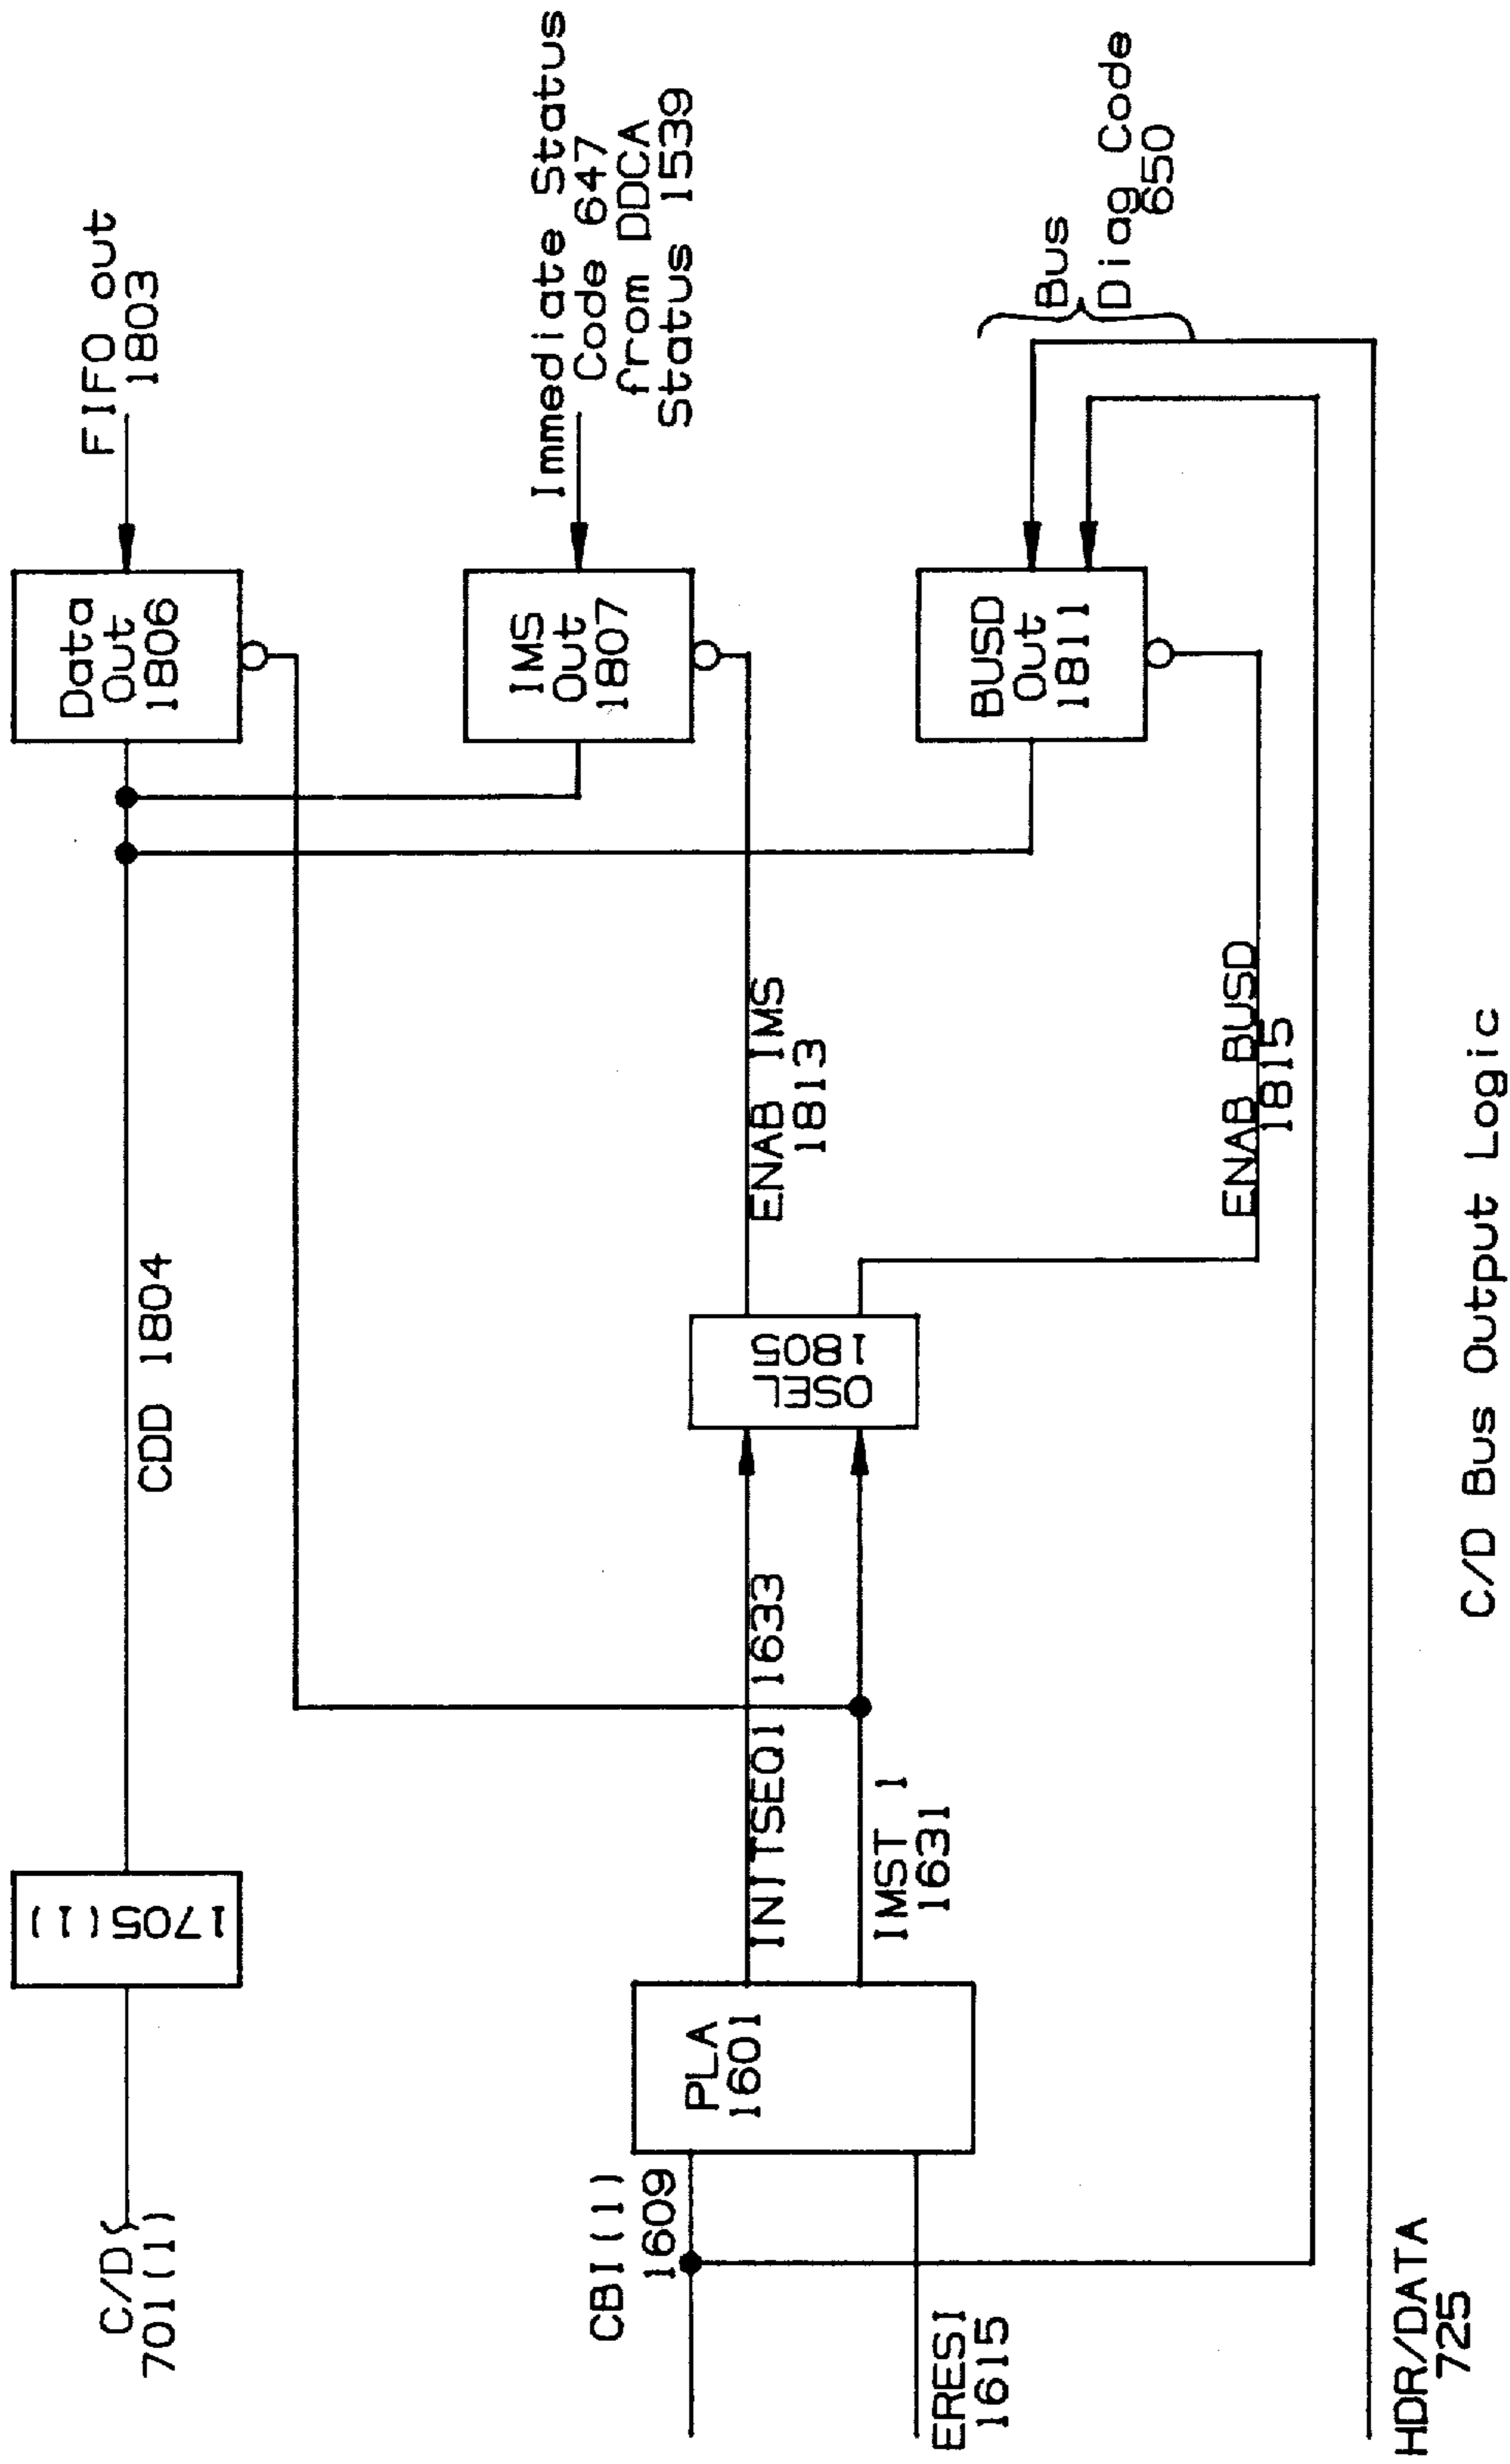 C/D
701(1)
1705(1)
CDD 1804
Data
Out
1806
FIFO out
1803
IMS
Out
1807
Immediate Status
Code 647
from DDCA
Status 1539
CBI(1)
1609
ERESI
1615
PLA
1601
INITSEQ1 1633
IMST 1
1631
OSEL
1805
ENAB IMS
1813
ENAB BUSD
1815
BUSD
Out
1811
Bus
Diag Code
650
HDR/DATA
725
C/D Bus Output Logic